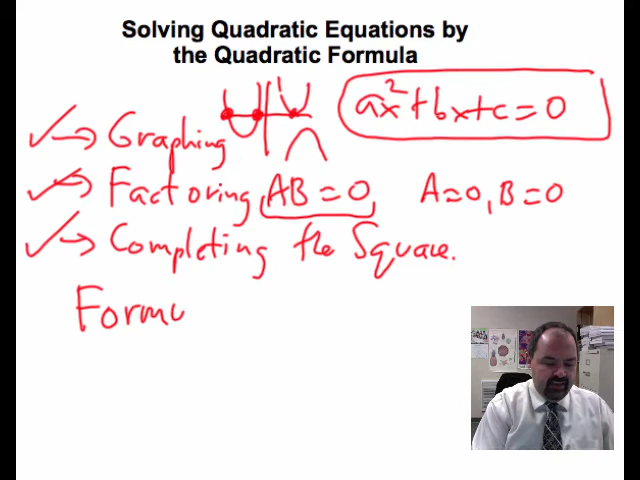 Solving Quadratic Equations by
the Quadratic Formula
ax²+bx+c=0
→ Graphing
→ Factoring, AB=0, A=0, B=0
→ Completing the Square.
Formu